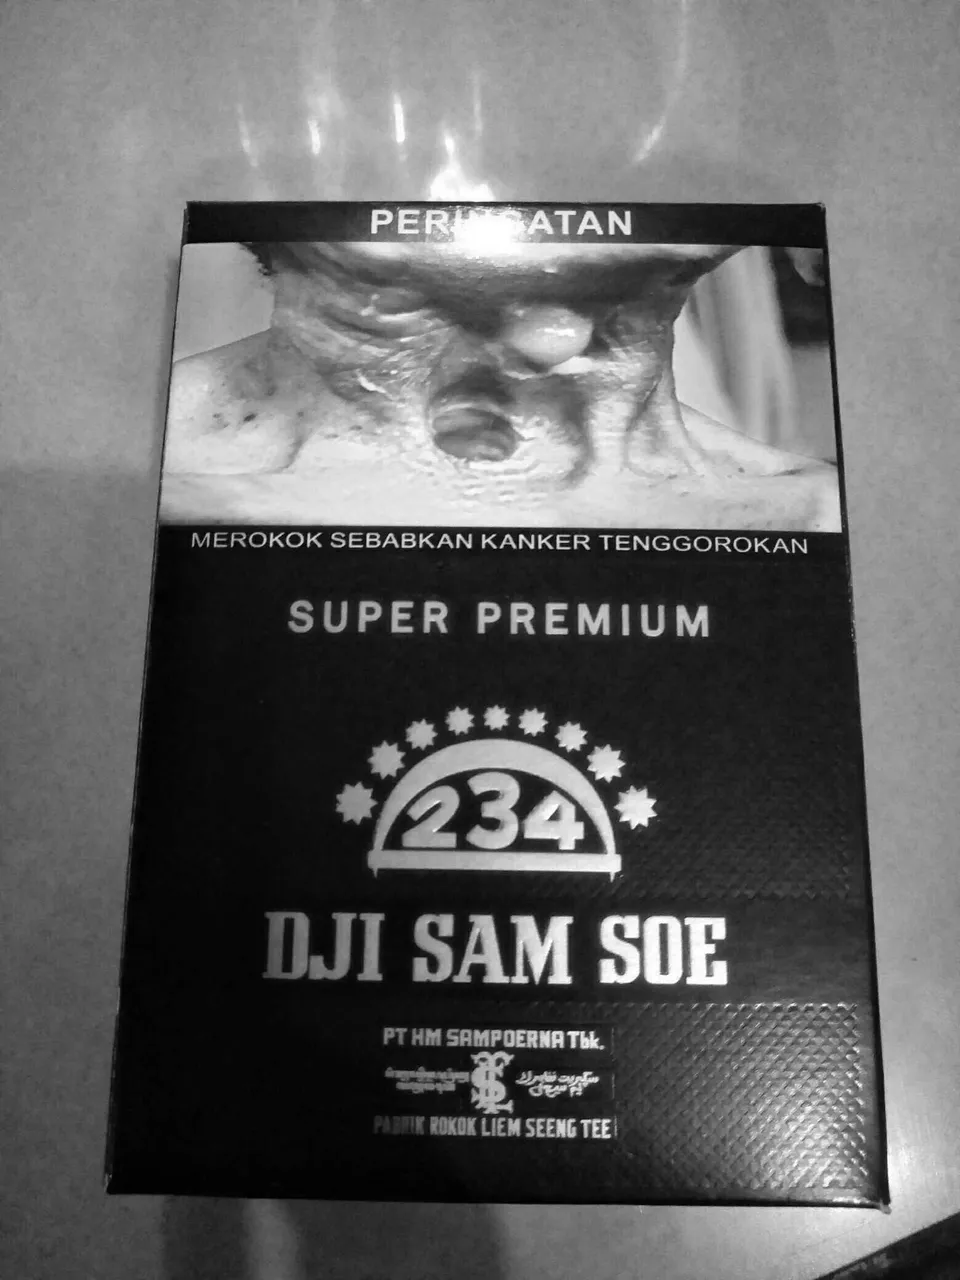 PERINGATAN
MEROKOK SEBABKAN KANKER TENGGOROKAN
SUPER PREMIUM
234
DJI SAM SOE
PT HM SAMPOERNA Tbk.
PABRIK ROKOK LIEM SEENG TEE